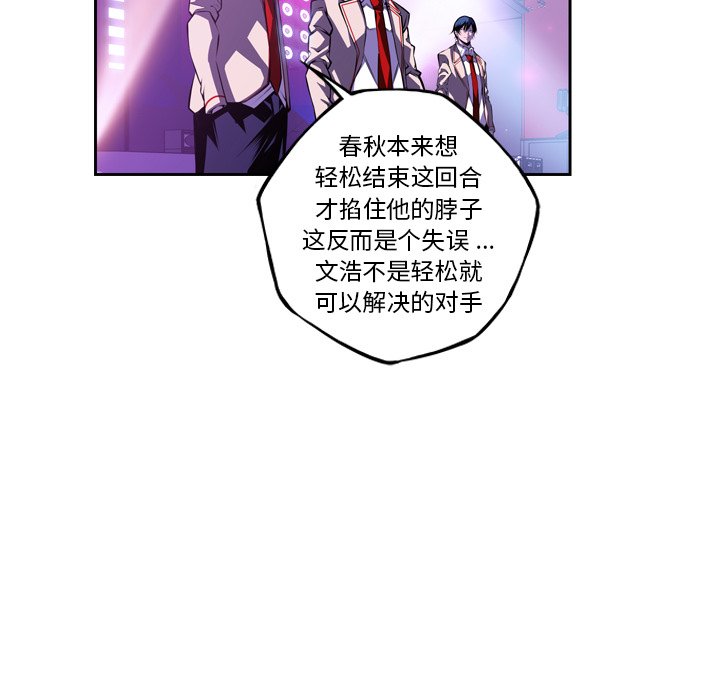 春秋本来想
轻松结束这回合
才掐住他的脖子
这反而是个失误...
文浩不是轻松就
可以解决的对手